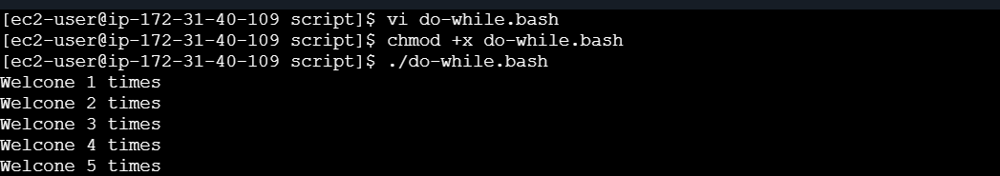 [ec2-user@ip-172-31-40-109 script]$ vi do-while.bash
[ec2-user@ip-172-31-40-109 script]$ chmod +x do-while.bash
[ec2-user@ip-172-31-40-109 script]$ ./do-while.bash
Welcone 1 times
Welcone 2 times
Welcone 3 times
Welcone 4 times
Welcone 5 times